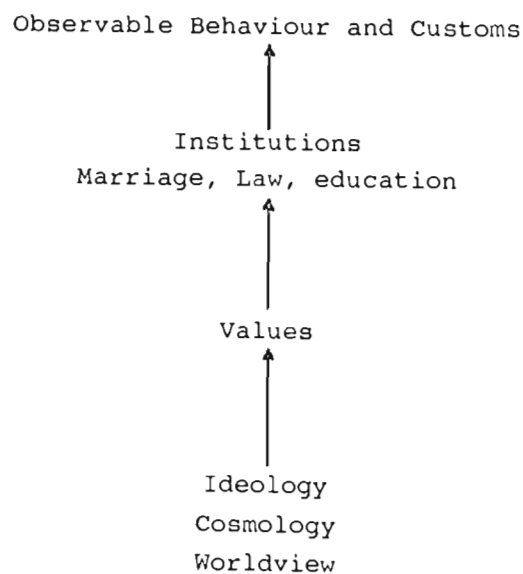 Observable Behaviour and Customs
Institutions
Marriage, Law, education
Values
Ideology
Cosmology
Worldview